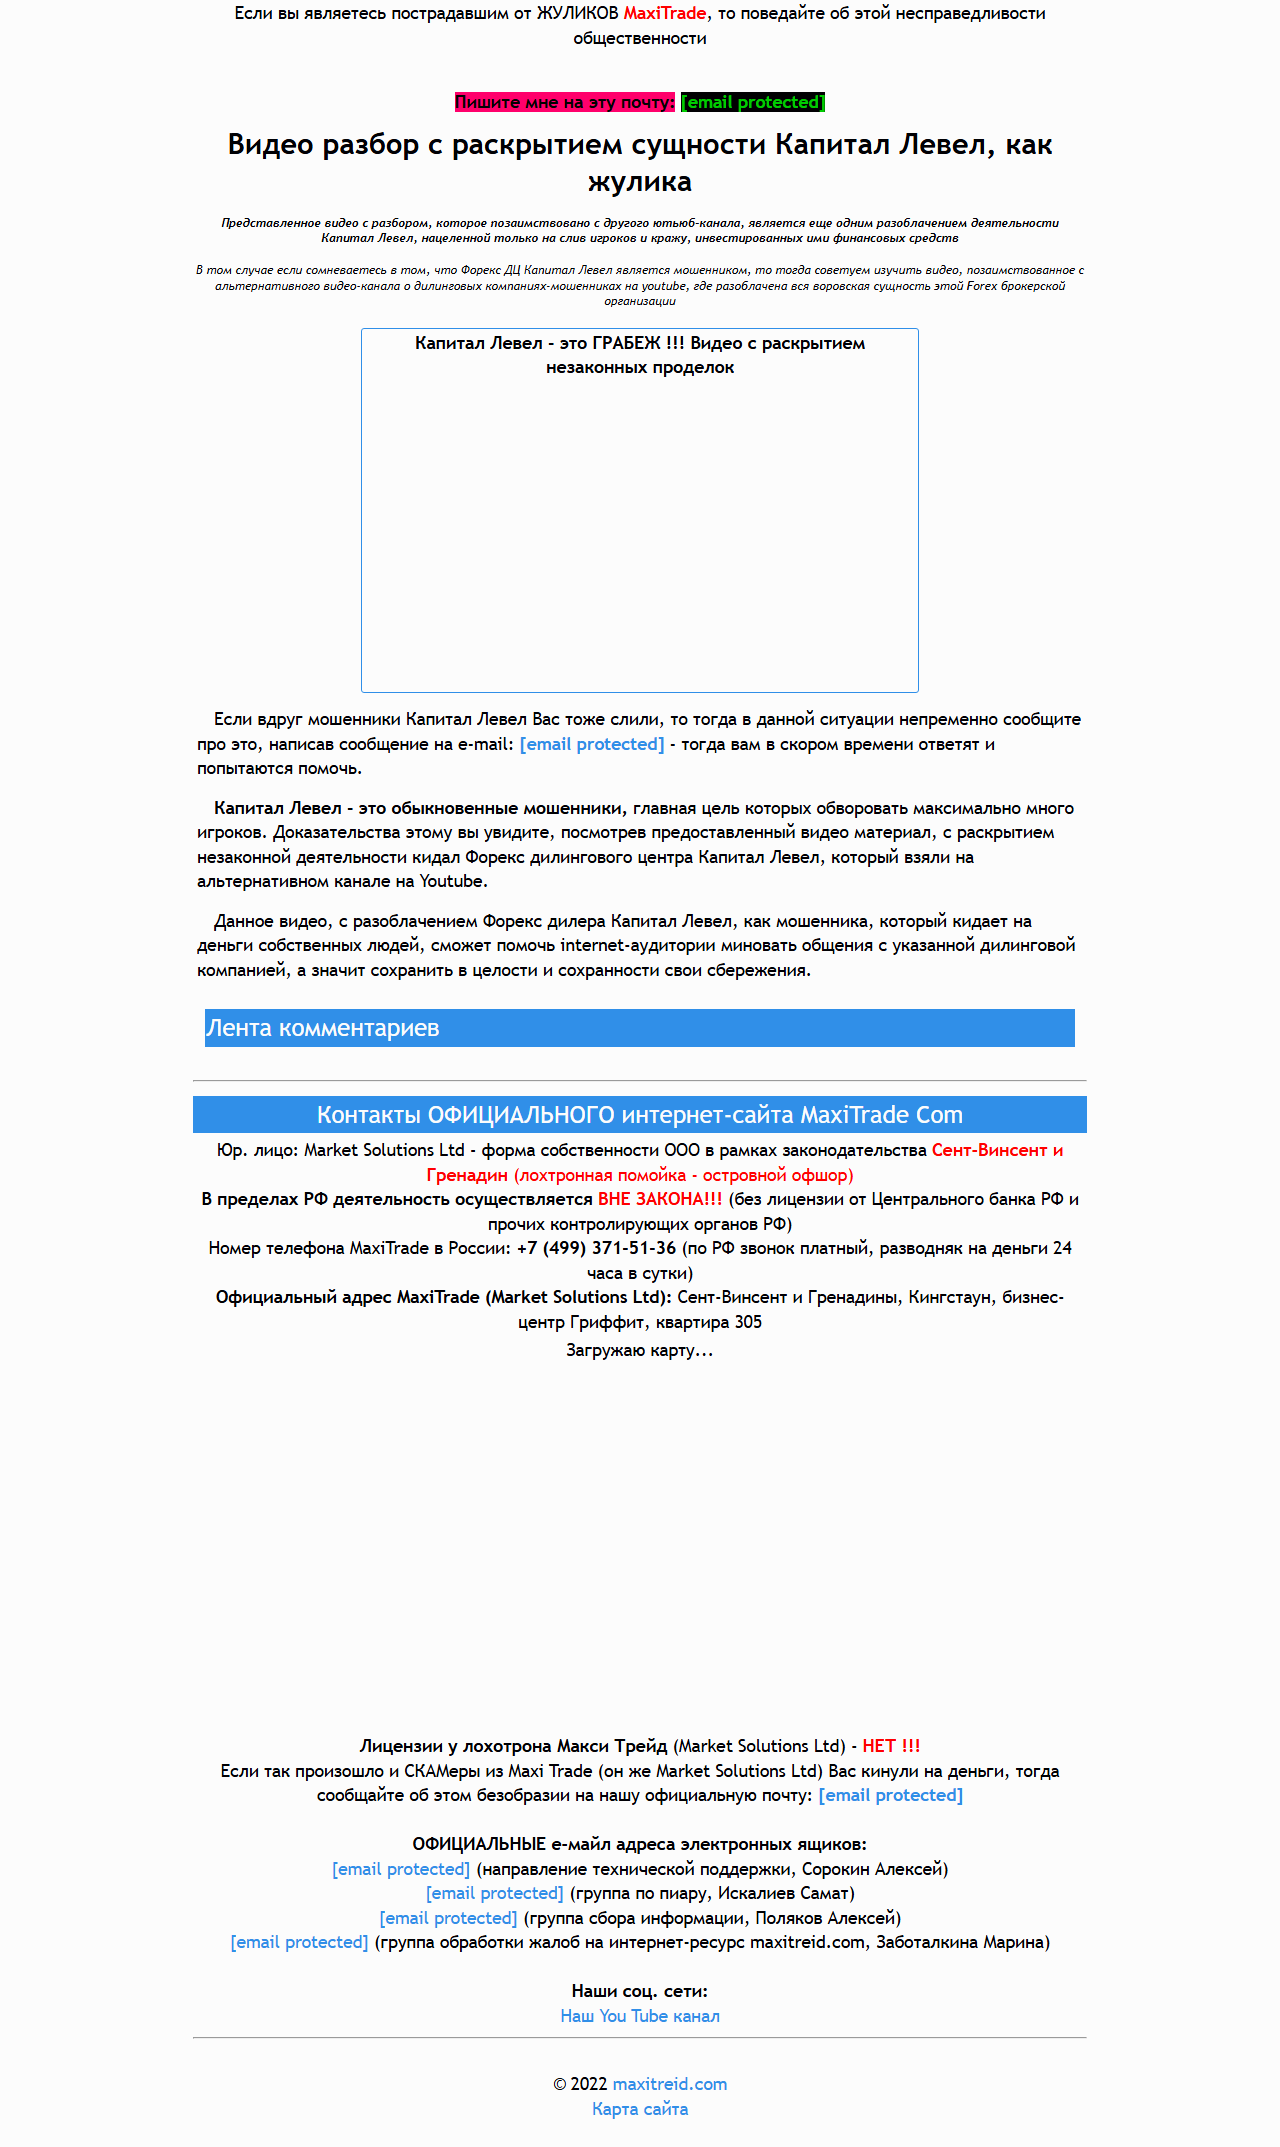 Если вы являетесь пострадавшим от ЖУЛИКОВ MaxiTrade, то поведайте об этой несправедливости
общественности
Пишите мне на эту почту: [email protected]
Видео разбор с раскрытием сущности Капитал Левел, как
жулика
Представленное видео с разбором, которое позаимствовано с другого ютьюб-канала, является еще одним разоблачением деятельности
Капитал Левел, нацеленной только на слив игроков и кражу, инвестированных ими финансовых средств
В том случае если сомневаетесь в том, что Форекс ДЦ Капитал Левел является мошенником, то тогда советуем изучить видео, позаимствованное с
альтернативного видео-канала о дилинговых компаниях-мошенниках на youtube, где разоблачена вся воровская сущность этой Forex брокерской
организации
Капитал Левел - это ГРАБЕЖ !!! Видео с раскрытием
незаконных проделок
Если вдруг мошенники Капитал Левел Вас тоже слили, то тогда в данной ситуации непременно сообщите
про это, написав сообщение на e-mail: [email protected] - тогда вам в скором времени ответят и
попытаются помочь.
Капитал Левел - это обыкновенные мошенники, главная цель которых обворовать максимально много
игроков. Доказательства этому вы увидите, посмотрев предоставленный видео материал, с раскрытием
незаконной деятельности кидал Форекс дилингового центра Капитал Левел, который взяли на
альтернативном канале на Youtube.
Данное видео, с разоблачением Форекс дилера Капитал Левел, как мошенника, который кидает на
деньги собственных людей, сможет помочь internet-аудитории миновать общения с указанной дилинговой
компанией, а значит сохранить в целости и сохранности свои сбережения.
Лента комментариев
Контакты ОФИЦИАЛЬНОГО интернет-сайта MaxiTrade Com
Юр. лицо: Market Solutions Ltd - форма собственности ООО в рамках законодательства Сент-Винсент и
Гренадин (лохтронная помойка - островной офшор)
В пределах РФ деятельность осуществляется ВНЕ ЗАКОНА!!! (без лицензии от Центрального банка РФ и
прочих контролирующих органов РФ)
Номер телефона MaxiTrade в России: +7 (499) 371-51-36 (по РФ звонок платный, разводняк на деньги 24
часа в сутки)
Официальный адрес MaxiTrade (Market Solutions Ltd): Сент-Винсент и Гренадины, Кингстаун, бизнес-
центр Гриффит, квартира 305
Загружаю карту...
Лицензии у лохотрона Макси Трейд (Market Solutions Ltd) - НЕТ !!!
Если так произошло и СКАМеры из Maxi Trade (он же Market Solutions Ltd) Вас кинули на деньги, тогда
сообщайте об этом безобразии на нашу официальную почту: [email protected]
ОФИЦИАЛЬНЫЕ е-майл адреса электронных ящиков:
[email protected] (направление технической поддержки, Сорокин Алексей)
[email protected] (группа по пиару, Искалиев Самат)
[email protected] (группа сбора информации, Поляков Алексей)
[email protected] (группа обработки жалоб на интернет-ресурс maxitreid.com, Заботалкина Марина)
Наши соц. сети:
Наш You Tube канал
© 2022 maxitreid.com
Карта сайта